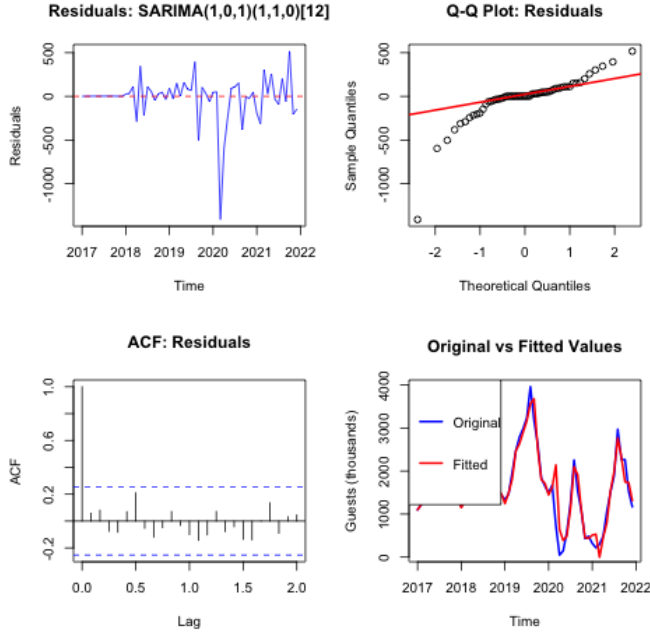 Residuals: SARIMA(1,0,1)(1,1,0)[12]
Residuals
500
0
-1000
2017 2018 2019 2020 2021 2022
Time
Q-Q Plot: Residuals
Sample Quantiles
500
0
-1000
-2 -1 0 1 2
Theoretical Quantiles
ACF: Residuals
ACF
1.0
0.6
0.2
-0.2
0.0 0.5 1.0 1.5 2.0
Lag
Original vs Fitted Values
Guests (thousands)
4000
3000
2000
1000
0
Original
Fitted
2017 2018 2019 2020 2021 2022
Time